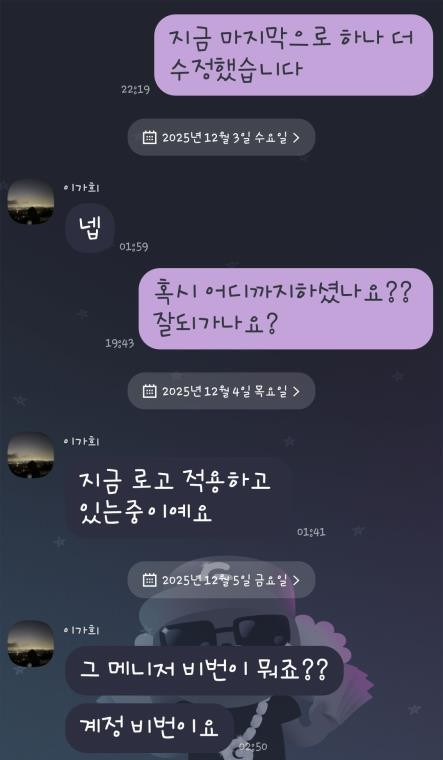 지금 마지막으로 하나 더
수정했습니다
22:19
2025년 12월 3일 수요일 >
이가희
넵
01:59
혹시 어디까지하셨나요??
잘되가나요?
19:43
2025년 12월 4일 목요일 >
이가희
지금 로고 적용하고
있는중이예요
01:41
2025년 12월 5일 금요일 >
이가희
그 메니저 비번이 뭐죠??
계정 비번이요
02:50